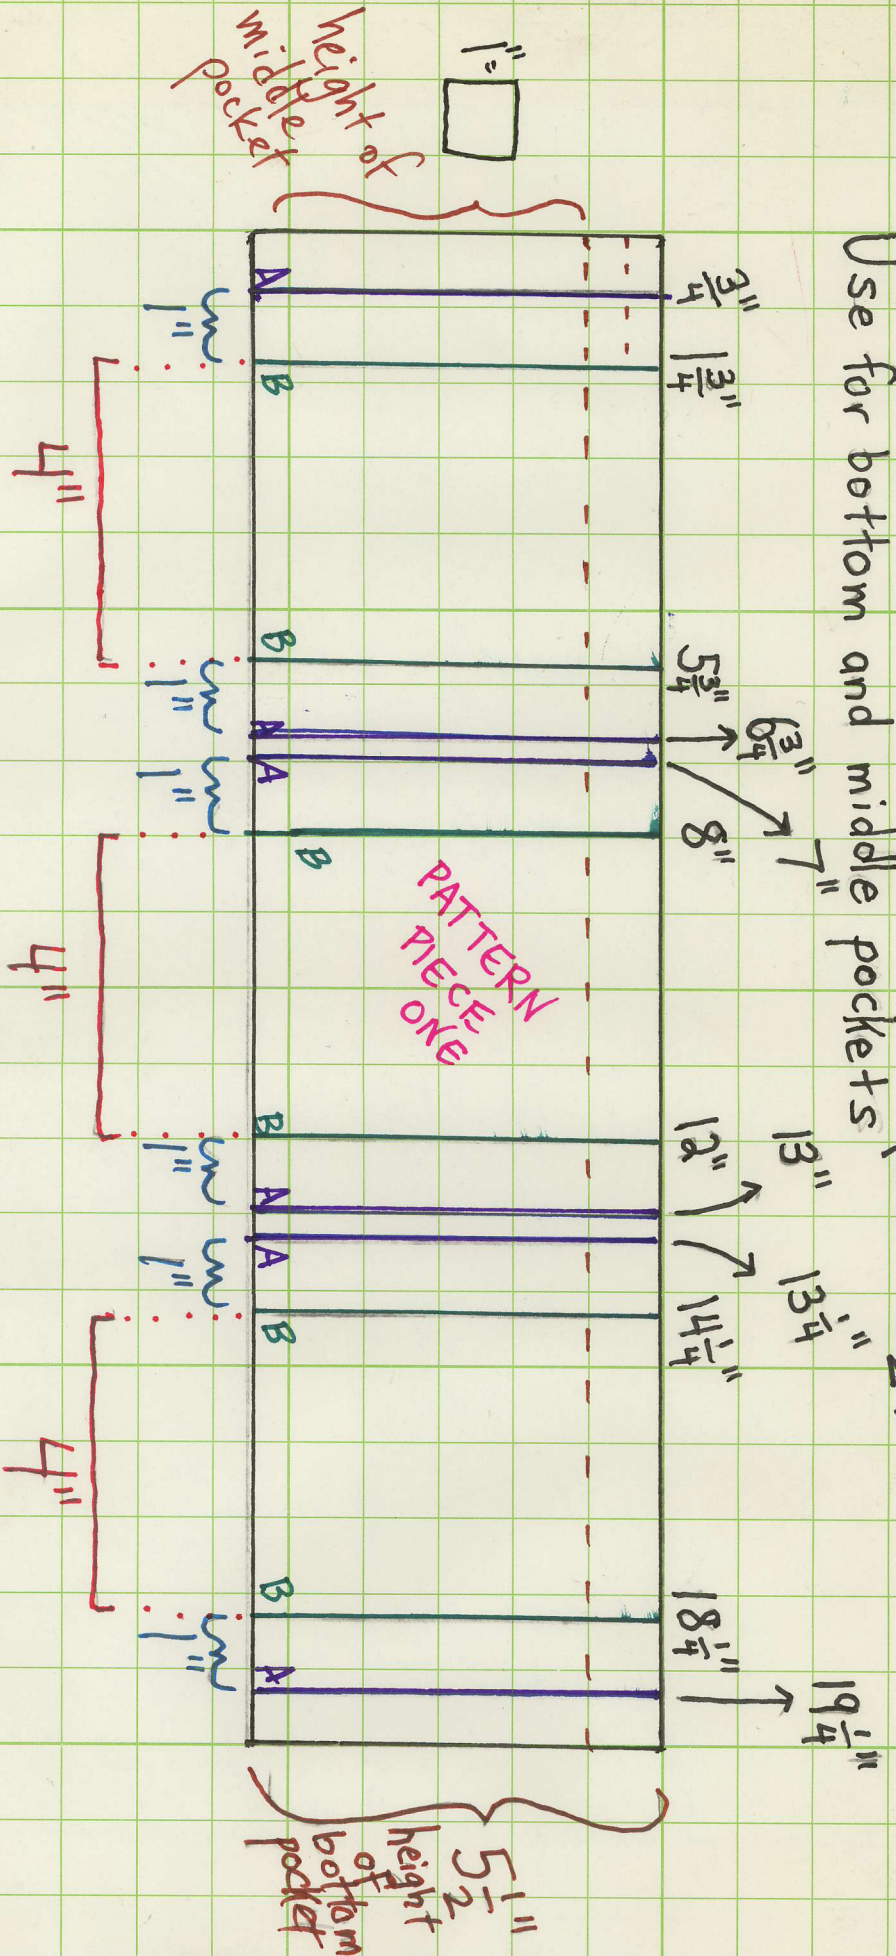 Use for bottom and middle pockets
1"=
height of
middle
pocket
3/4"
1 3/4"
5 3/4"
6 3/4"
7"
8"
12"
13"
13 1/4"
14 1/4"
18 1/4"
19 1/4"
PATTERN
PIECE
ONE
A
B
B
A
A
B
B
A
A
B
B
A
1"
1"
1"
1"
1"
1"
4"
4"
4"
5 1/2"
height
of
bottom
pocket